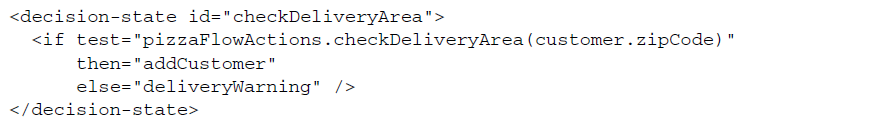 <decision-state id="checkDeliveryArea">
  <if test="pizzaFlowActions.checkDeliveryArea(customer.zipCode)"
      then="addCustomer"
      else="deliveryWarning" />
</decision-state>